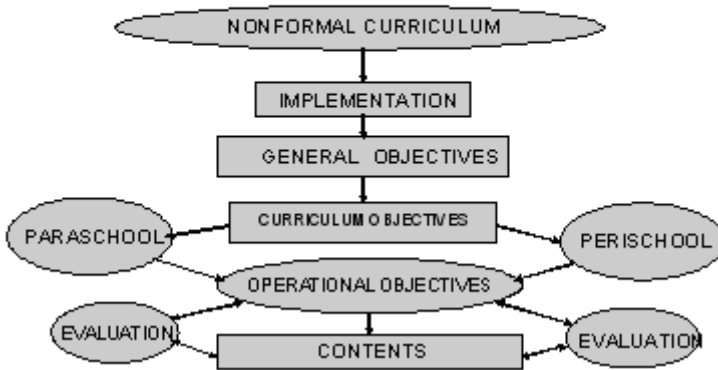 NONFORMAL CURRICULUM
IMPLEMENTATION
GENERAL OBJECTIVES
CURRICULUM OBJECTIVES
PARASCHOOL
PERISCHOOL
OPERATIONAL OBJECTIVES
EVALUATION
EVALUATION
CONTENTS